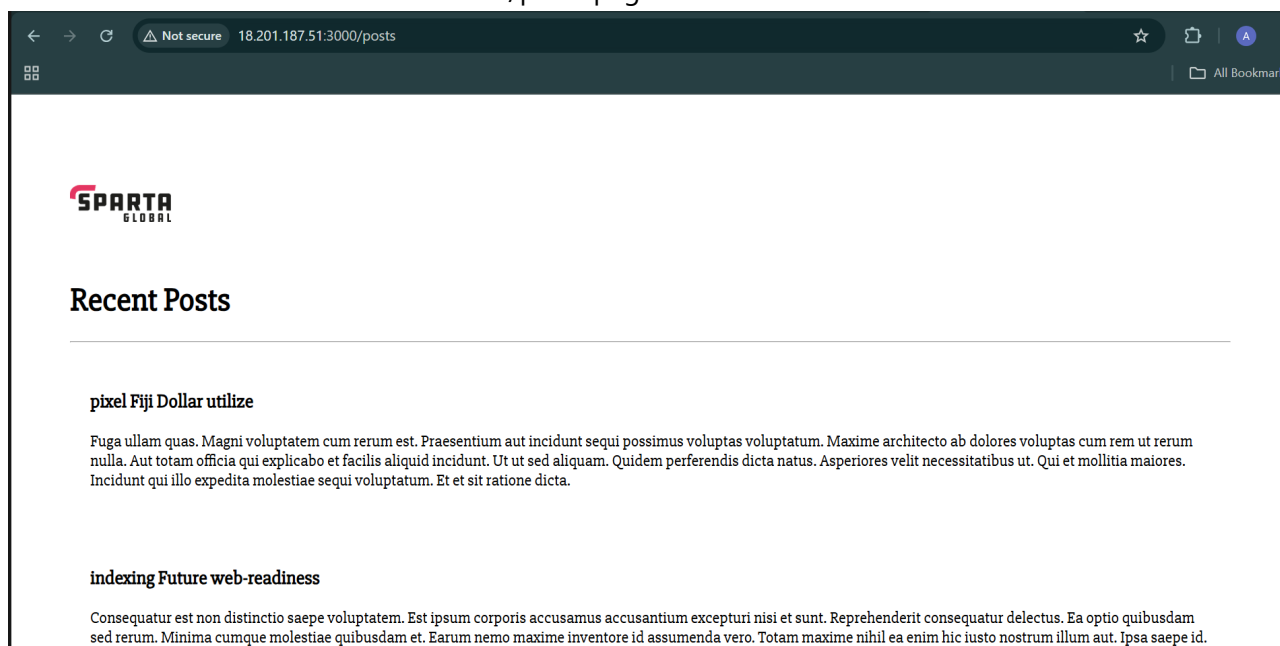 Not secure 18.201.187.51:3000/posts
A
All Bookmar
SPARTA
GLOBAL
Recent Posts
pixel Fiji Dollar utilize
Fuga ullam quas. Magni voluptatem cum rerum est. Praesentium aut incidunt sequi possimus voluptas voluptatum. Maxime architecto ab dolores voluptas cum rem ut rerum
nulla. Aut totam officia qui explicabo et facilis aliquid incidunt. Ut ut sed aliquam. Quidem perferendis dicta natus. Asperiores velit necessitatibus ut. Qui et mollitia maiores.
Incidunt qui illo expedita molestiae sequi voluptatum. Et et sit ratione dicta.
indexing Future web-readiness
Consequatur est non distinctio saepe voluptatem. Est ipsum corporis accusamus accusantium excepturi nisi et sunt. Reprehenderit consequatur delectus. Ea optio quibusdam
sed rerum. Minima cumque molestiae quibusdam et. Earum nemo maxime inventore id assumenda vero. Totam maxime nihil ea enim hic iusto nostrum illum aut. Ipsa saepe id.